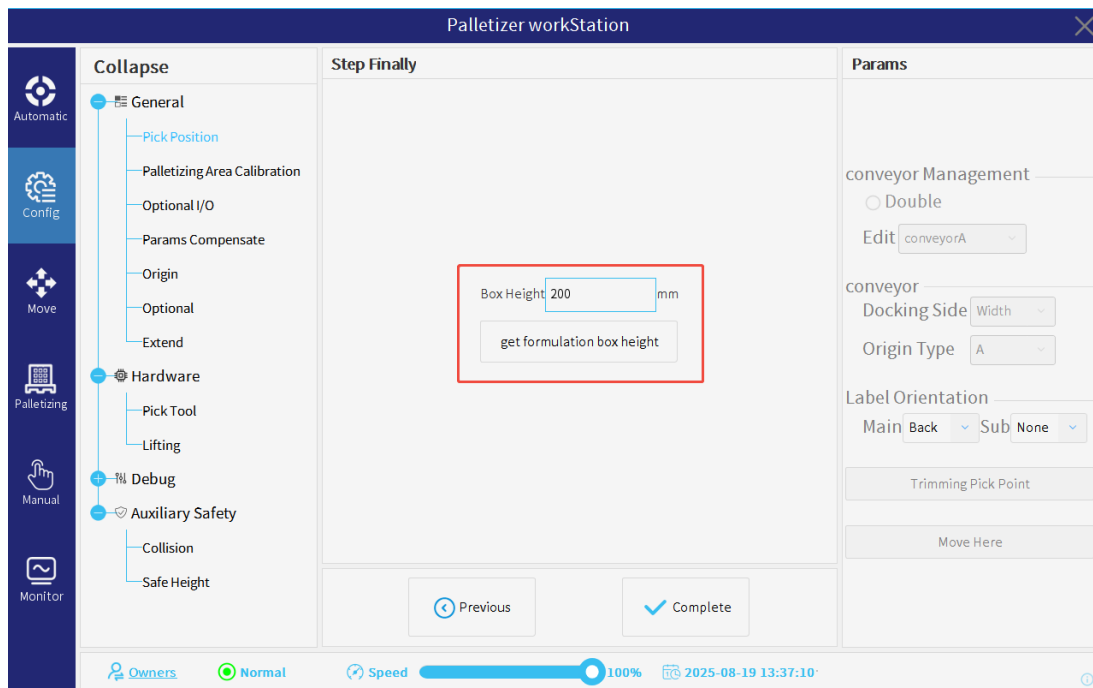 Palletizer workStation
Automatic
Config
Move
Palletizing
Manual
Monitor
Collapse
General
Pick Position
Palletizing Area Calibration
Optional I/O
Params Compensate
Origin
Optional
Extend
Hardware
Pick Tool
Lifting
Debug
Auxiliary Safety
Collision
Safe Height
Step Finally
Box Height 200 mm
get formulation box height
Previous
Complete
Params
conveyor Management
Double
Edit conveyorA
conveyor
Docking Side Width
Origin Type A
Label Orientation
Main Back Sub None
Trimming Pick Point
Move Here
Owners Normal Speed 100% 2025-08-19 13:37:10